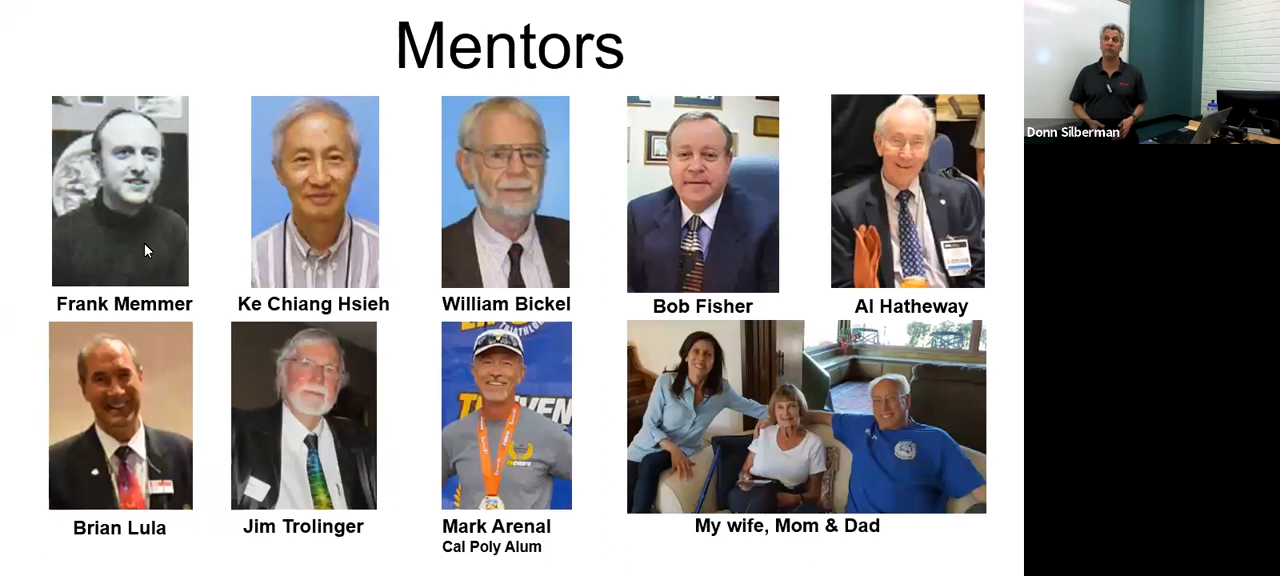 Mentors
Donn Silberman
Frank Memmer
Ke Chiang Hsieh
William Bickel
Bob Fisher
Al Hatheway
TRIATHLON
Brian Lula
Jim Trolinger
Mark Arenal
Cal Poly Alum
My wife, Mom & Dad